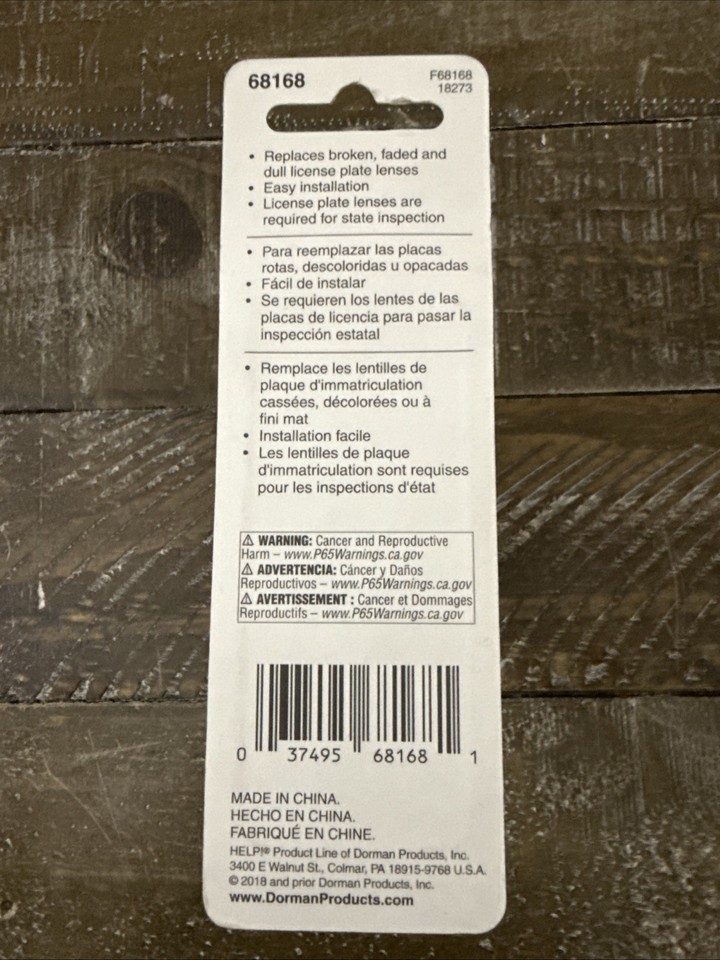 68168
F68168
18273
• Replaces broken, faded and
dull license plate lenses
• Easy installation
• License plate lenses are
required for state inspection
• Para reemplazar las placas
rotas, descoloridas u opacadas
• Fácil de instalar
• Se requieren los lentes de las
placas de licencia para pasar la
inspección estatal
• Remplace les lentilles de
plaque d'immatriculation
cassées, décolorées ou à
fini mat
• Installation facile
• Les lentilles de plaque
d'immatriculation sont requises
pour les inspections d'état
⚠ WARNING: Cancer and Reproductive
Harm – www.P65Warnings.ca.gov
⚠ ADVERTENCIA: Cáncer y Daños
Reproductivos – www.P65Warnings.ca.gov
⚠ AVERTISSEMENT : Cancer et Dommages
Reproductifs – www.P65Warnings.ca.gov
0 37495 68168 1
MADE IN CHINA.
HECHO EN CHINA.
FABRIQUÉ EN CHINE.
HELP!® Product Line of Dorman Products, Inc.
3400 E Walnut St., Colmar, PA 18915-9768 U.S.A.
© 2018 and prior Dorman Products, Inc.
www.DormanProducts.com